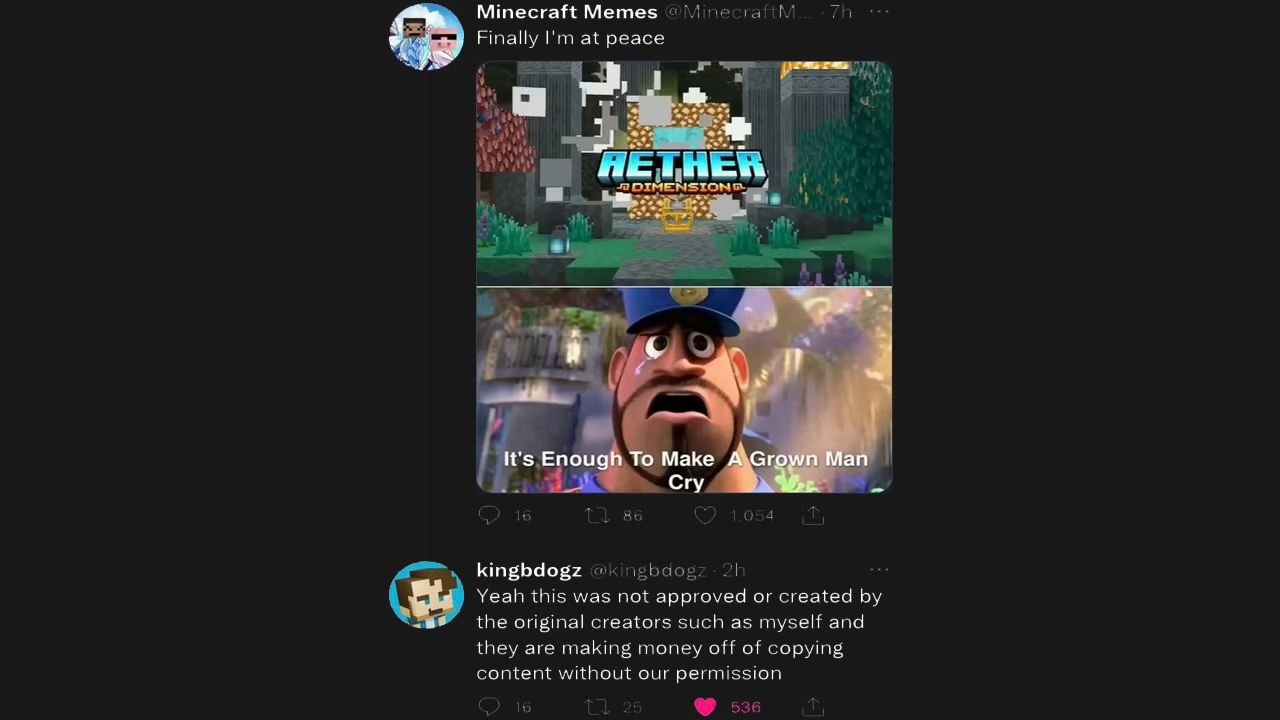 Minecraft Memes @MinecraftM... · 7h ...
Finally I'm at peace
AETHER
DIMENSION
It's Enough To Make A Grown Man
Cry
16 86 1,054
kingbdogz @kingbdogz · 2h ...
Yeah this was not approved or created by
the original creators such as myself and
they are making money off of copying
content without our permission
16 25 536